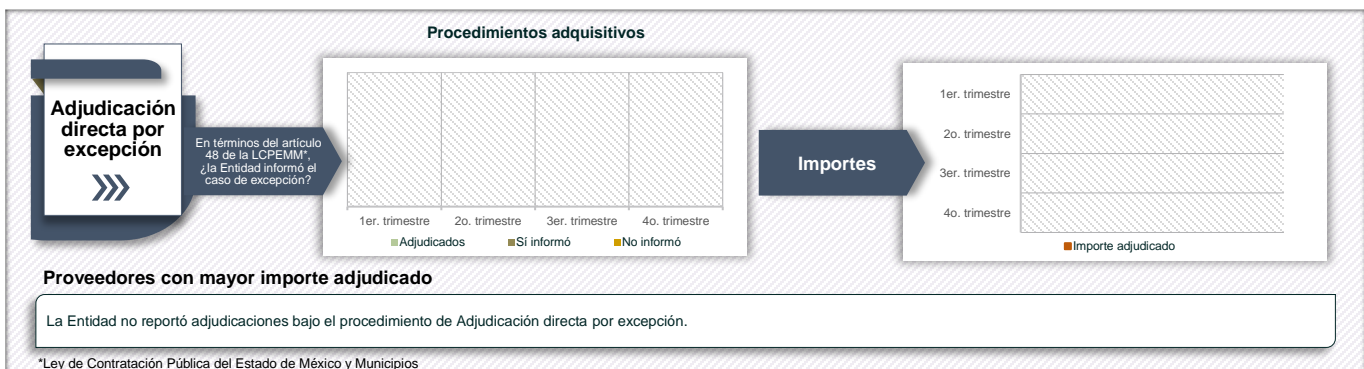 Procedimientos adquisitivos
Adjudicación
directa por
excepción
En términos del artículo
48 de la LCPEMM*,
¿la Entidad informó el
caso de excepción?
1er. trimestre 2o. trimestre 3er. trimestre 4o. trimestre
Adjudicados Sí informó No informó
Importes
1er. trimestre
2o. trimestre
3er. trimestre
4o. trimestre
Importe adjudicado
Proveedores con mayor importe adjudicado
La Entidad no reportó adjudicaciones bajo el procedimiento de Adjudicación directa por excepción.
*Ley de Contratación Pública del Estado de México y Municipios